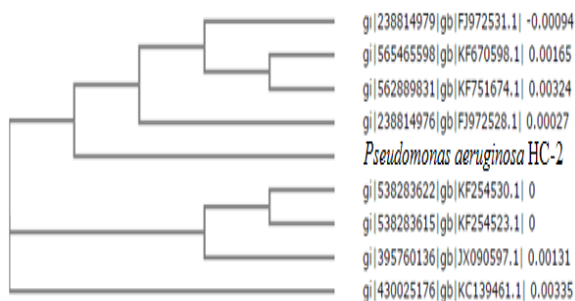 gi|238814979|gb|FJ972531.1| -0.00094
gi|565465598|gb|KF670598.1| 0.00165
gi|562889831|gb|KF751674.1| 0.00324
gi|238814976|gb|FJ972528.1| 0.00027
Pseudomonas aeruginosa HC-2
gi|538283622|gb|KF254530.1| 0
gi|538283615|gb|KF254523.1| 0
gi|395760136|gb|JX090597.1| 0.00131
gi|430025176|gb|KC139461.1| 0.00335